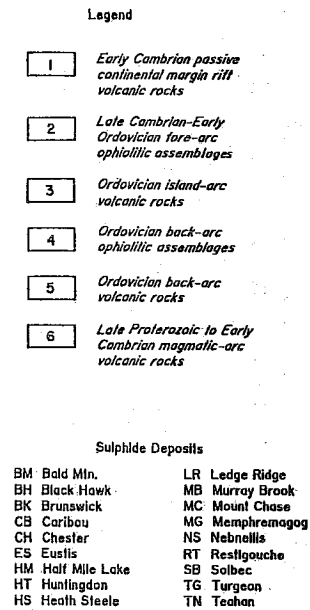 Legend
1 Early Cambrian passive
continental margin rift
volcanic rocks
2 Late Cambrian-Early
Ordovician fore-arc
ophiolitic assemblages
3 Ordovician island-arc
volcanic rocks
4 Ordovician back-arc
ophiolitic assemblages
5 Ordovician back-arc
volcanic rocks
6 Late Proterozoic to Early
Cambrian magmatic-arc
volcanic rocks
Sulphide Deposits
BM Bald Mtn.
BH Black Hawk
BK Brunswick
CB Caribou
CH Chester
ES Eustis
HM Half Mile Lake
HT Huntingdon
HS Heath Steele
LR Ledge Ridge
MB Murray Brook
MC Mount Chase
MG Memphremagog
NS Nebnellis
RT Restigouche
SB Solbec
TG Turgeon
TN Teahan